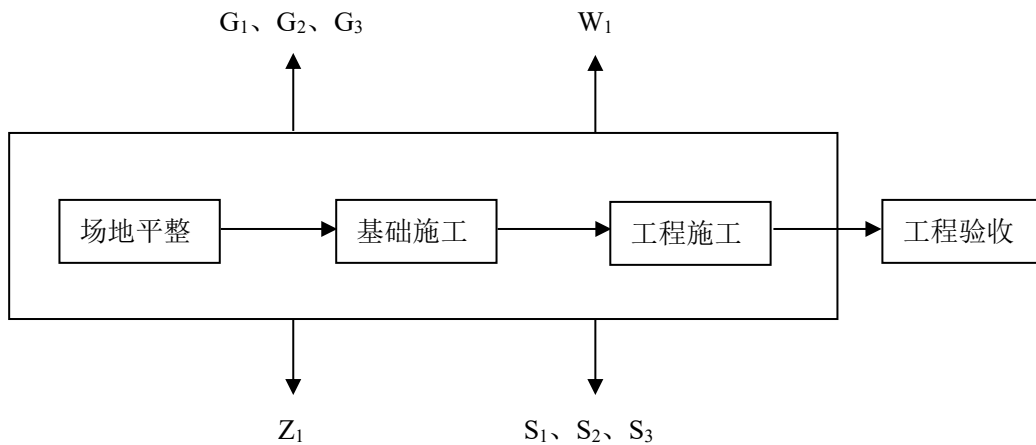 G₁、G₂、G₃
W₁
场地平整
基础施工
工程施工
工程验收
Z₁
S₁、S₂、S₃